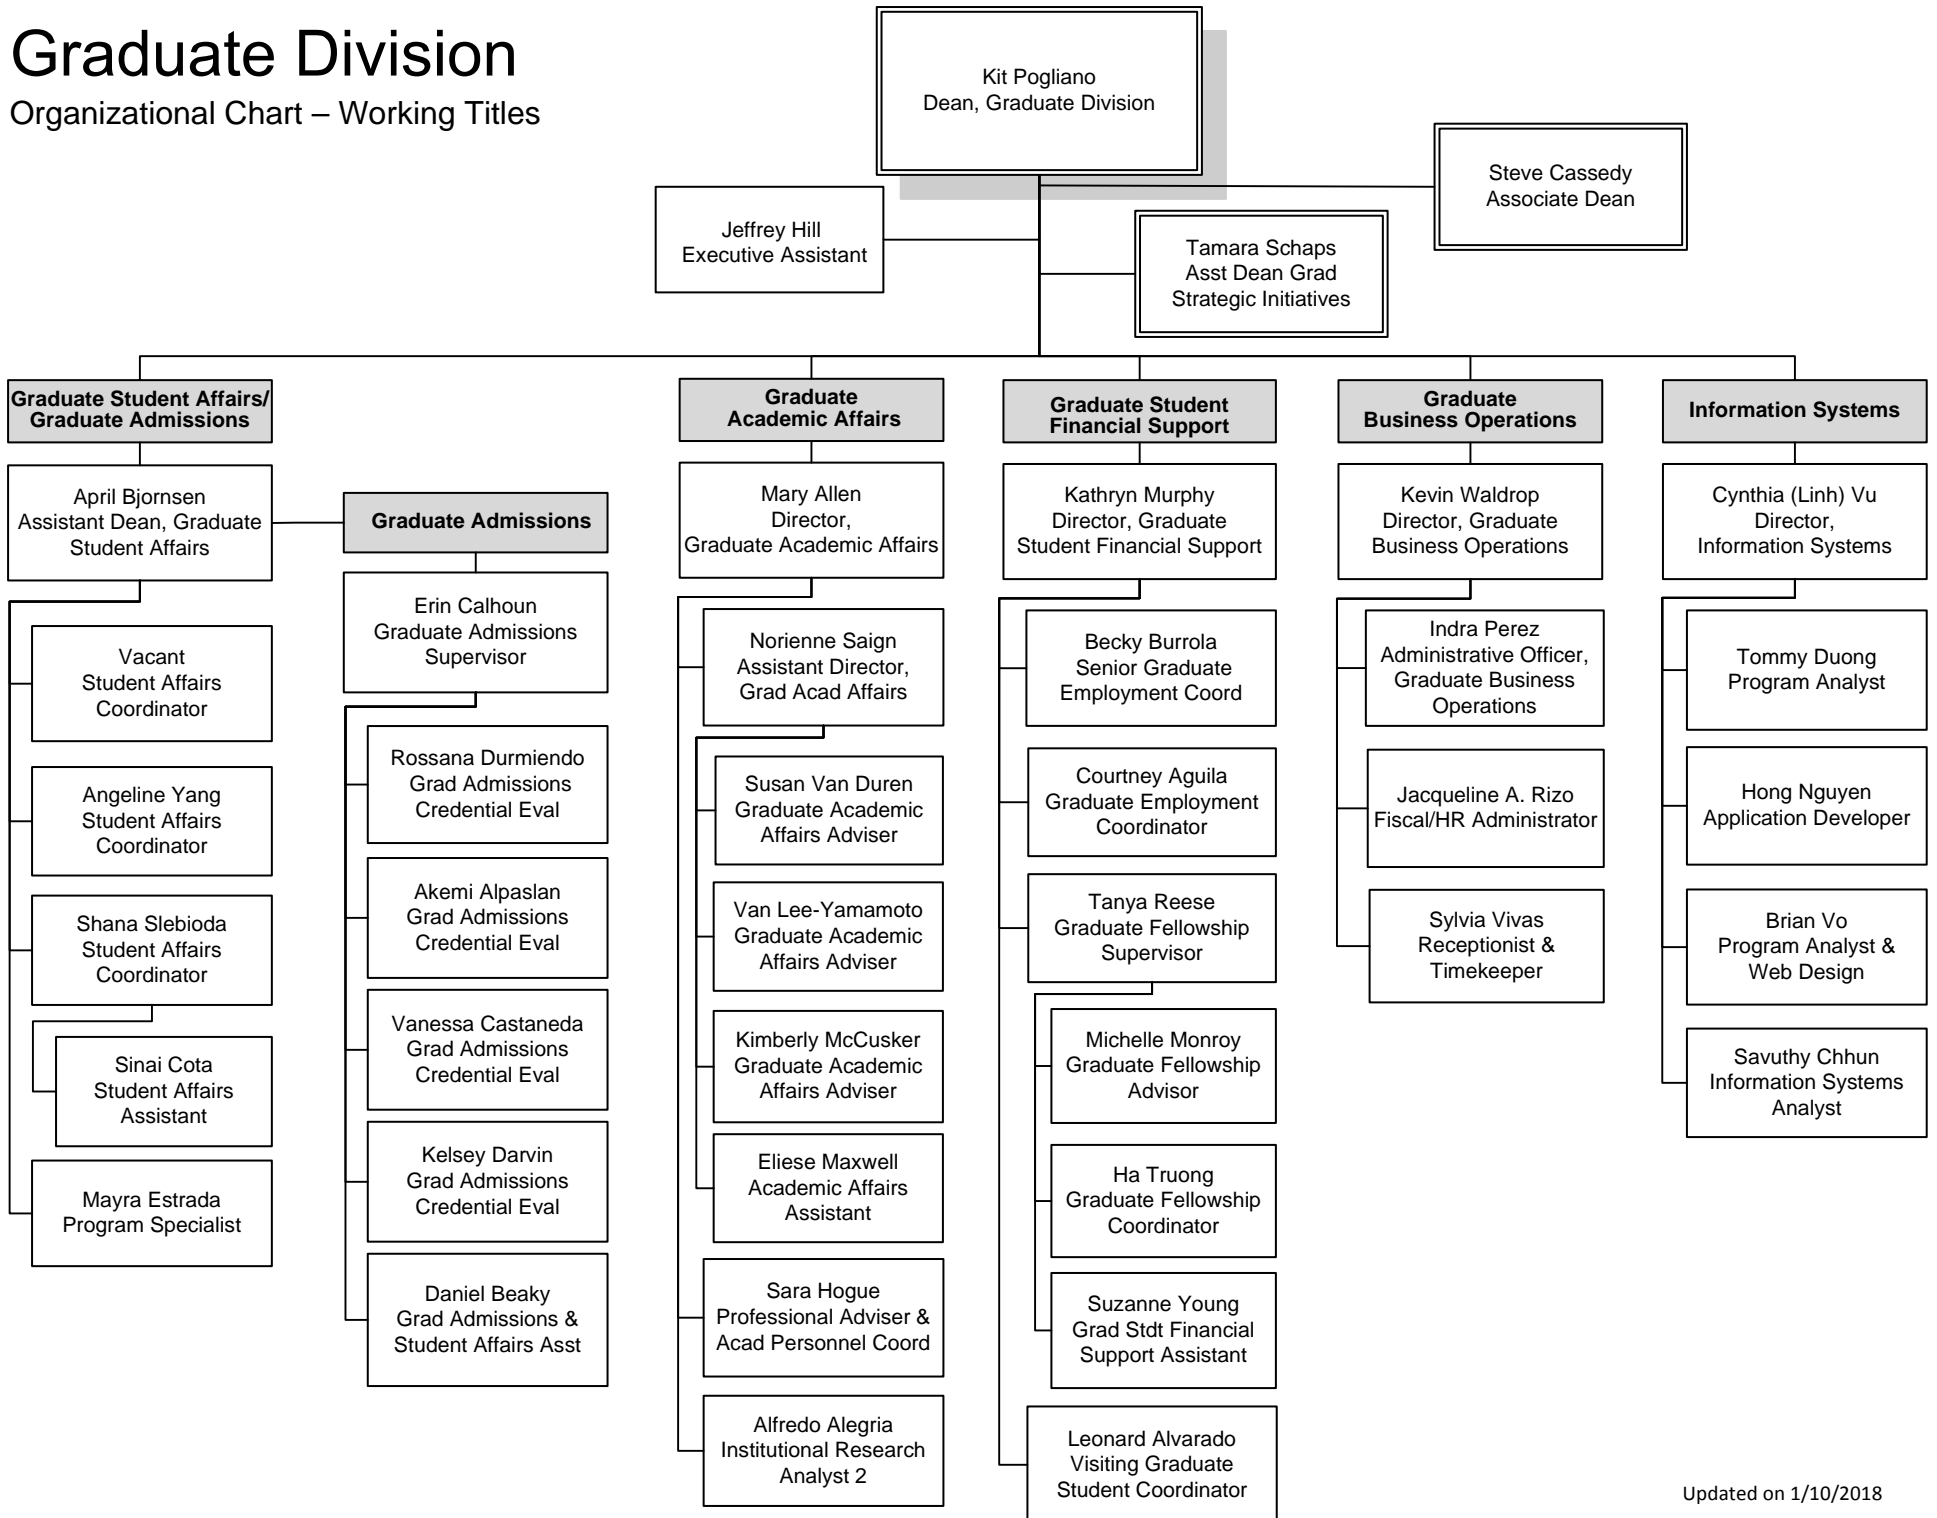 Graduate Division
Organizational Chart – Working Titles
Kit Pogliano
Dean, Graduate Division
Steve Cassedy
Associate Dean
Jeffrey Hill
Executive Assistant
Tamara Schaps
Asst Dean Grad
Strategic Initiatives
Graduate Student Affairs/
Graduate Admissions
April Bjornsen
Assistant Dean, Graduate
Student Affairs
Vacant
Student Affairs
Coordinator
Angeline Yang
Student Affairs
Coordinator
Shana Slebioda
Student Affairs
Coordinator
Sinai Cota
Student Affairs
Assistant
Mayra Estrada
Program Specialist
Graduate Admissions
Erin Calhoun
Graduate Admissions
Supervisor
Rossana Durmiendo
Grad Admissions
Credential Eval
Akemi Alpaslan
Grad Admissions
Credential Eval
Vanessa Castaneda
Grad Admissions
Credential Eval
Kelsey Darvin
Grad Admissions
Credential Eval
Daniel Beaky
Grad Admissions &
Student Affairs Asst
Graduate
Academic Affairs
Mary Allen
Director,
Graduate Academic Affairs
Norienne Saign
Assistant Director,
Grad Acad Affairs
Susan Van Duren
Graduate Academic
Affairs Adviser
Van Lee-Yamamoto
Graduate Academic
Affairs Adviser
Kimberly McCusker
Graduate Academic
Affairs Adviser
Eliese Maxwell
Academic Affairs
Assistant
Sara Hogue
Professional Adviser &
Acad Personnel Coord
Alfredo Alegria
Institutional Research
Analyst 2
Graduate Student
Financial Support
Kathryn Murphy
Director, Graduate
Student Financial Support
Becky Burrola
Senior Graduate
Employment Coord
Courtney Aguila
Graduate Employment
Coordinator
Tanya Reese
Graduate Fellowship
Supervisor
Michelle Monroy
Graduate Fellowship
Advisor
Ha Truong
Graduate Fellowship
Coordinator
Suzanne Young
Grad Stdt Financial
Support Assistant
Leonard Alvarado
Visiting Graduate
Student Coordinator
Graduate
Business Operations
Kevin Waldrop
Director, Graduate
Business Operations
Indra Perez
Administrative Officer,
Graduate Business
Operations
Jacqueline A. Rizo
Fiscal/HR Administrator
Sylvia Vivas
Receptionist &
Timekeeper
Information Systems
Cynthia (Linh) Vu
Director,
Information Systems
Tommy Duong
Program Analyst
Hong Nguyen
Application Developer
Brian Vo
Program Analyst &
Web Design
Savuthy Chhun
Information Systems
Analyst
Updated on 1/10/2018